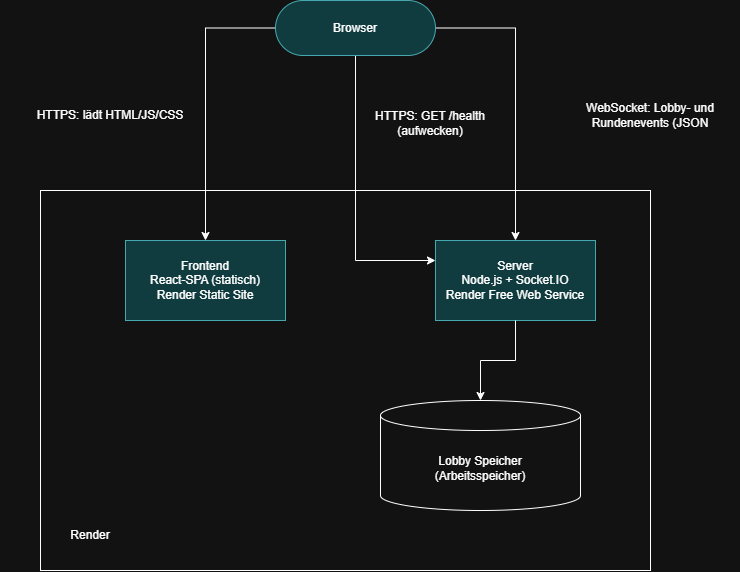 Browser
HTTPS: lädt HTML/JS/CSS
HTTPS: GET /health
(aufwecken)
WebSocket: Lobby- und
Rundenevents (JSON
Frontend
React-SPA (statisch)
Render Static Site
Server
Node.js + Socket.IO
Render Free Web Service
Lobby Speicher
(Arbeitsspeicher)
Render